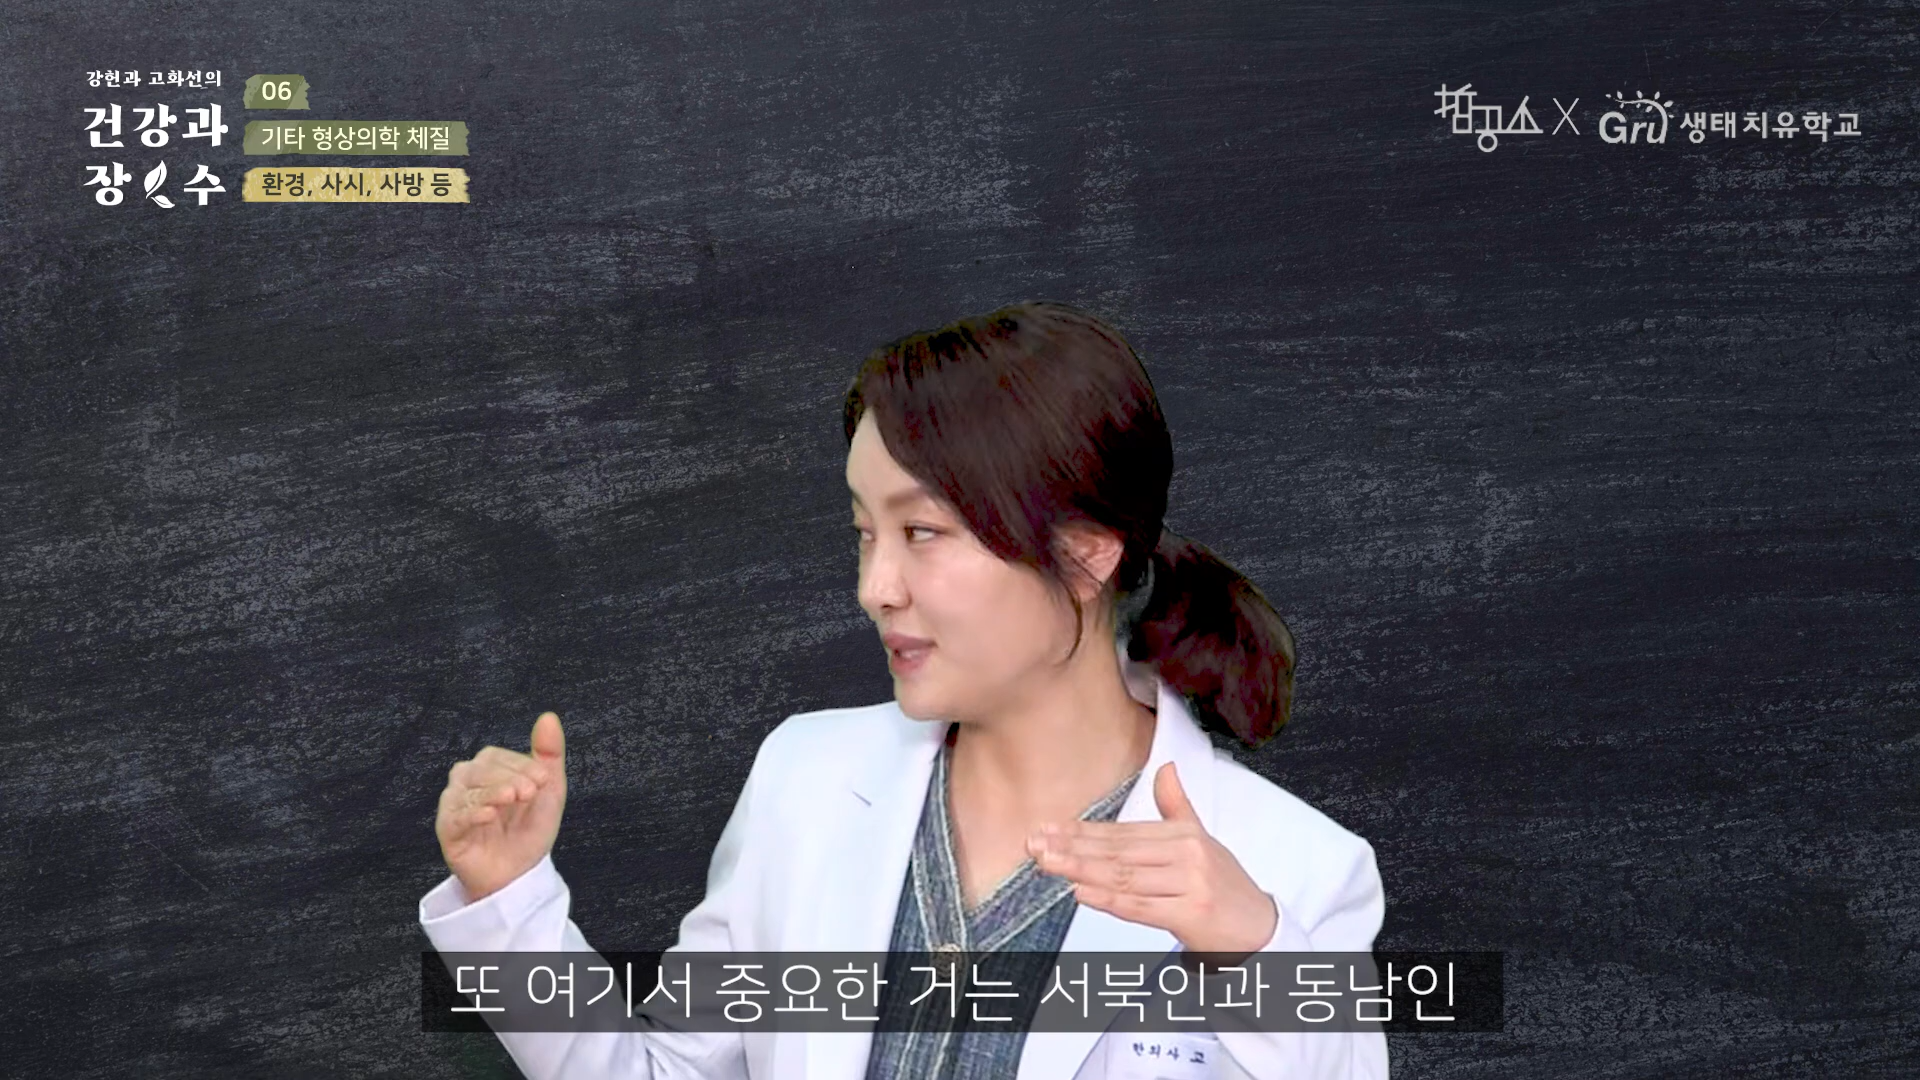 강헌과 고화선의
건강과
장수
06
기타 형상의학 체질
환경, 사시, 사방 등
X
Gru 생태치유학교
또 여기서 중요한 거는 서북인과 동남인
한의사 고